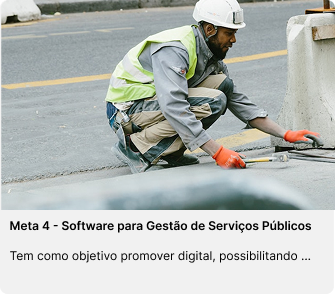 Meta 4 - Software para Gestão de Serviços Públicos
Tem como objetivo promover digital, possibilitando ...